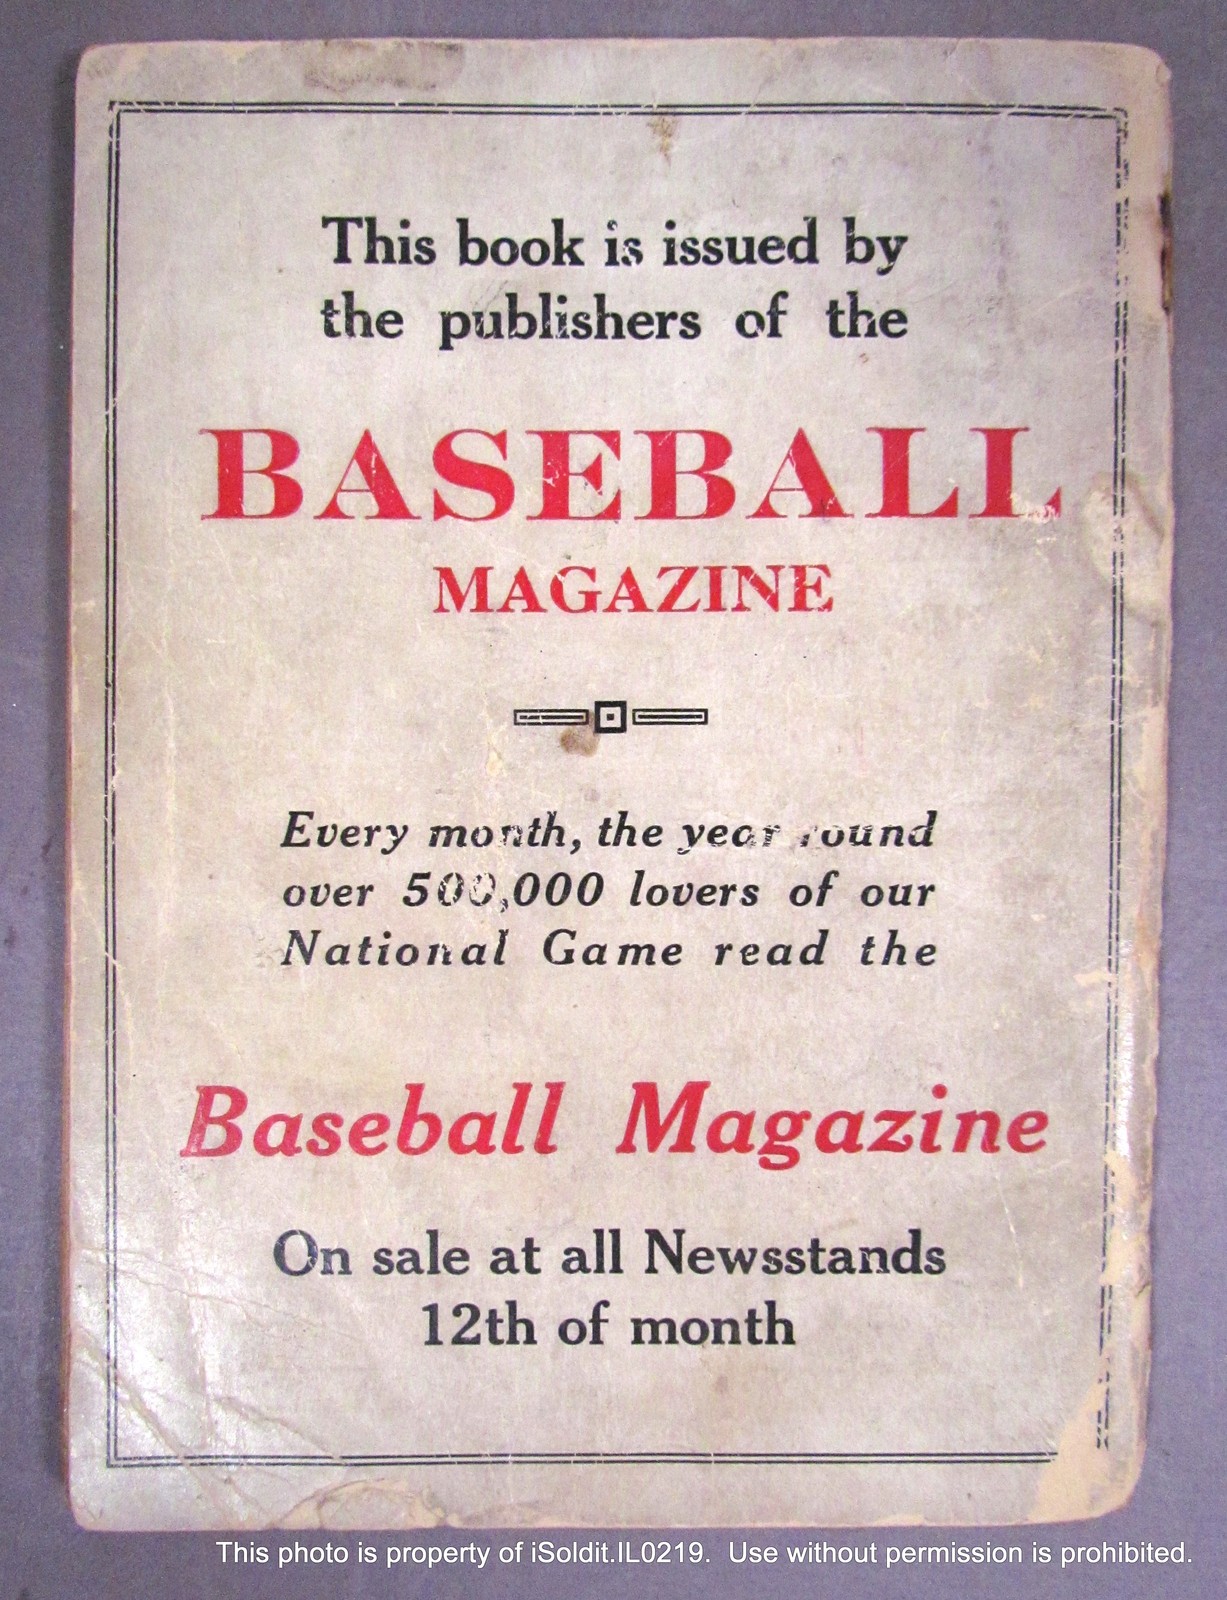 This book is issued by
the publishers of the
BASEBALL
MAGAZINE
Every month, the year round
over 500,000 lovers of our
National Game read the
Baseball Magazine
On sale at all Newsstands
12th of month
This photo is property of iSoldit.IL0219. Use without permission is prohibited.